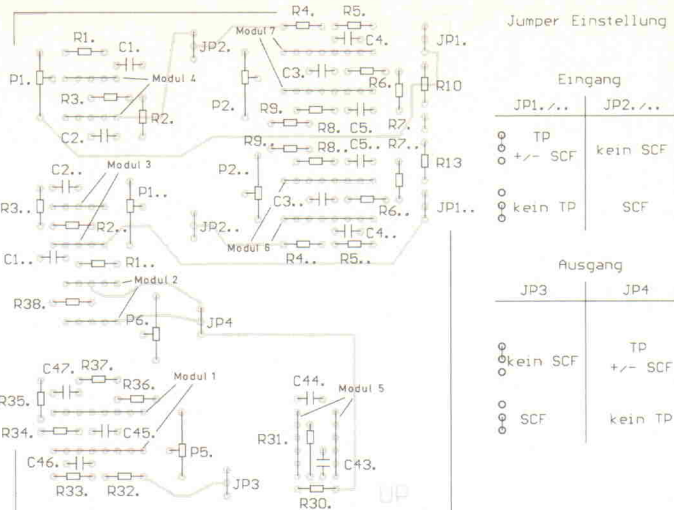 R4. R5. Jumper Einstellung
R1. C1. JP2. Modul 7 C4. JP1.
P1. Modul 4 C3. R6. Eingang
R3. P2. R10 JP1./.. JP2./..
R2. R9. R8. C5. R7.
C2. R9.. R8.. C5.. R7.. TP
+/- SCF kein SCF
C2.. Modul 3 P2.. R13
P1.. kein TP SCF
R3.. C3.. R6..
R2.. JP2.. JP1..
C1.. R1.. Modul 6 C4..
R4.. R5.. Ausgang
Modul 2 JP3 JP4
R38. P6. JP4
TP
kein SCF +/- SCF
C47. R37. Modul 1
R36. C44. Modul 5
R35. SCF kein TP
R34. C45. R31.
C46. P5. C43.
R33. R32. JP3 R30. UP